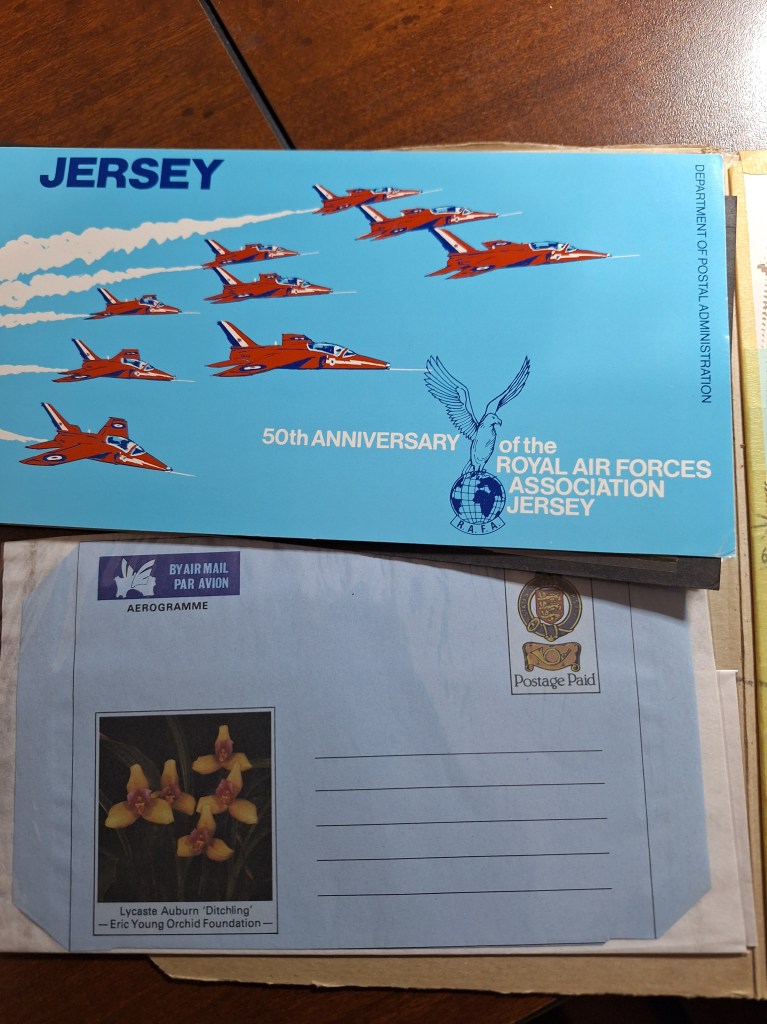 JERSEY
DEPARTMENT OF POSTAL ADMINISTRATION
50th ANNIVERSARY of the
ROYAL AIR FORCES
ASSOCIATION
JERSEY
R.A.F.A.
BY AIR MAIL
PAR AVION
AEROGRAMME
Postage Paid
Lycaste Auburn 'Ditchling'
— Eric Young Orchid Foundation —